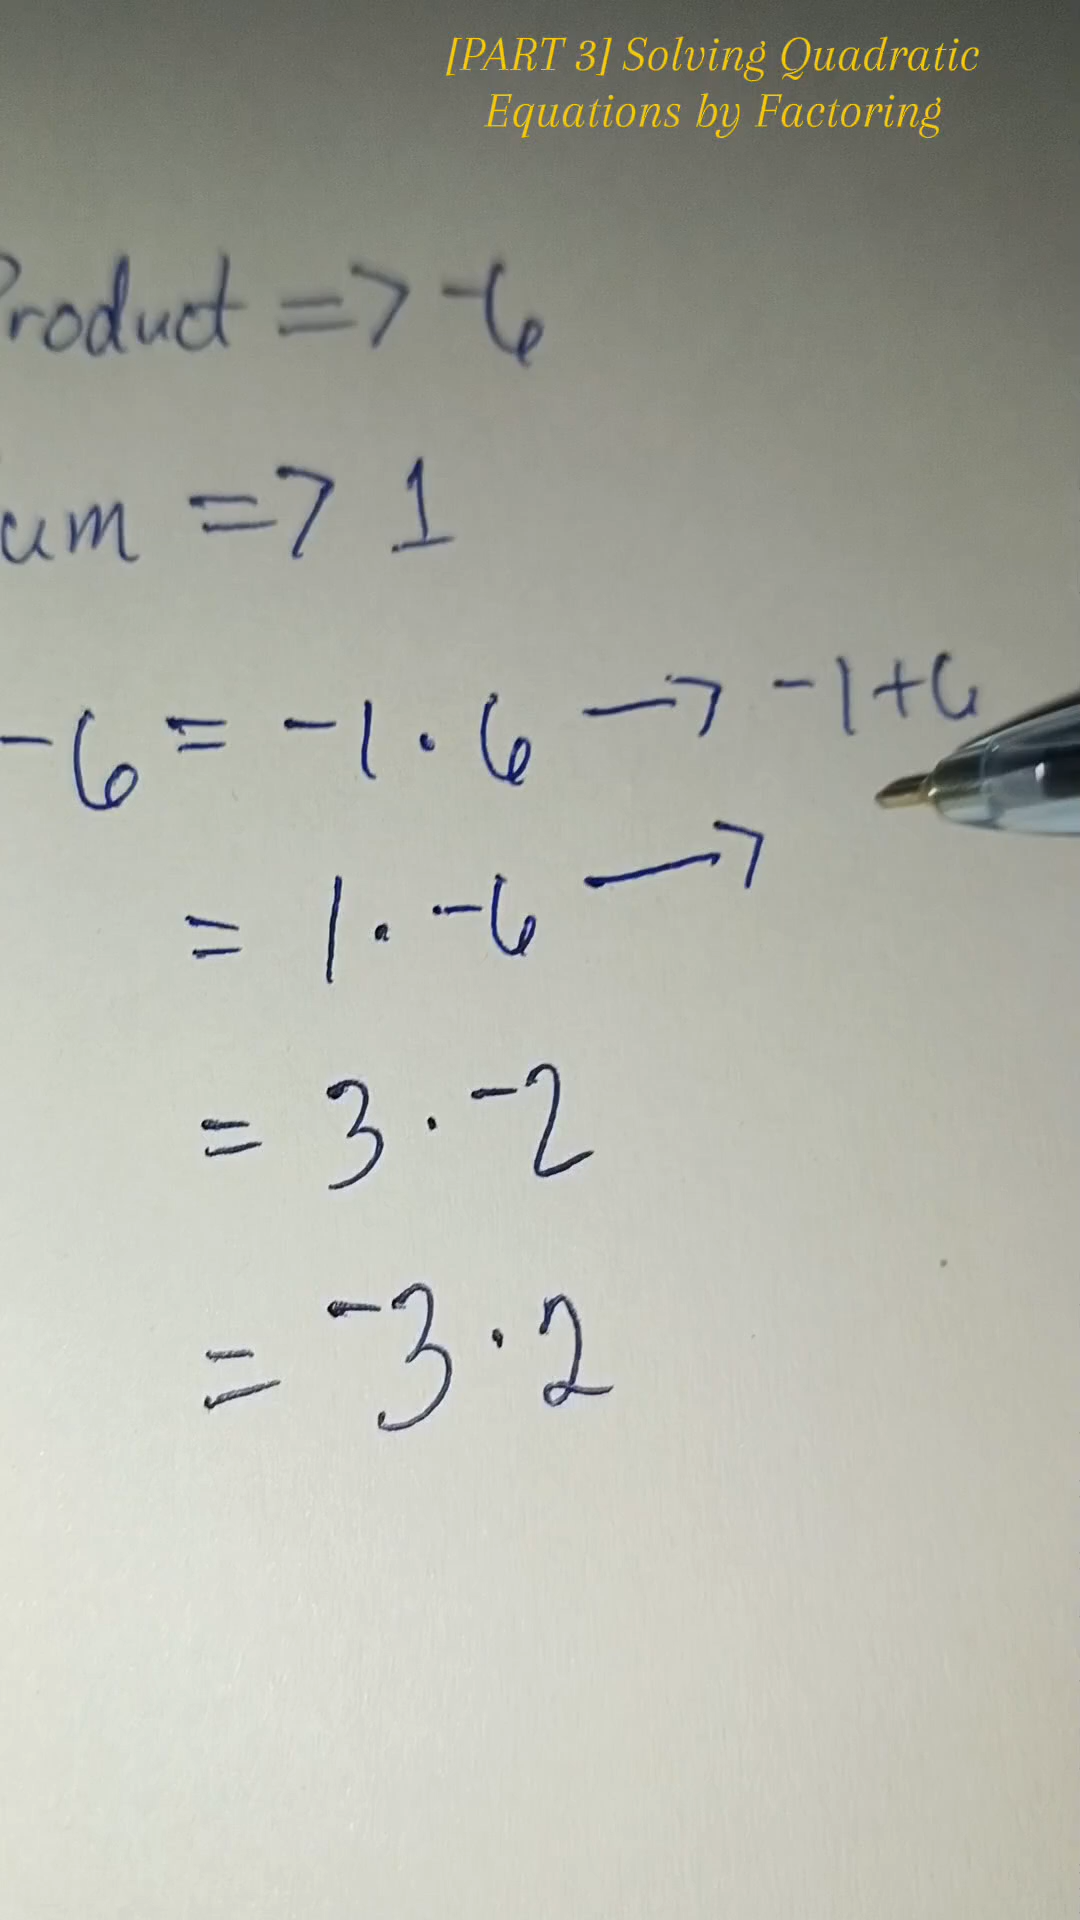 [PART 3] Solving Quadratic
Equations by Factoring
Product => -6
um => 1
-6 = -1 · 6 → -1+6
= 1 · -6 →
= 3 · -2
= -3 · 2